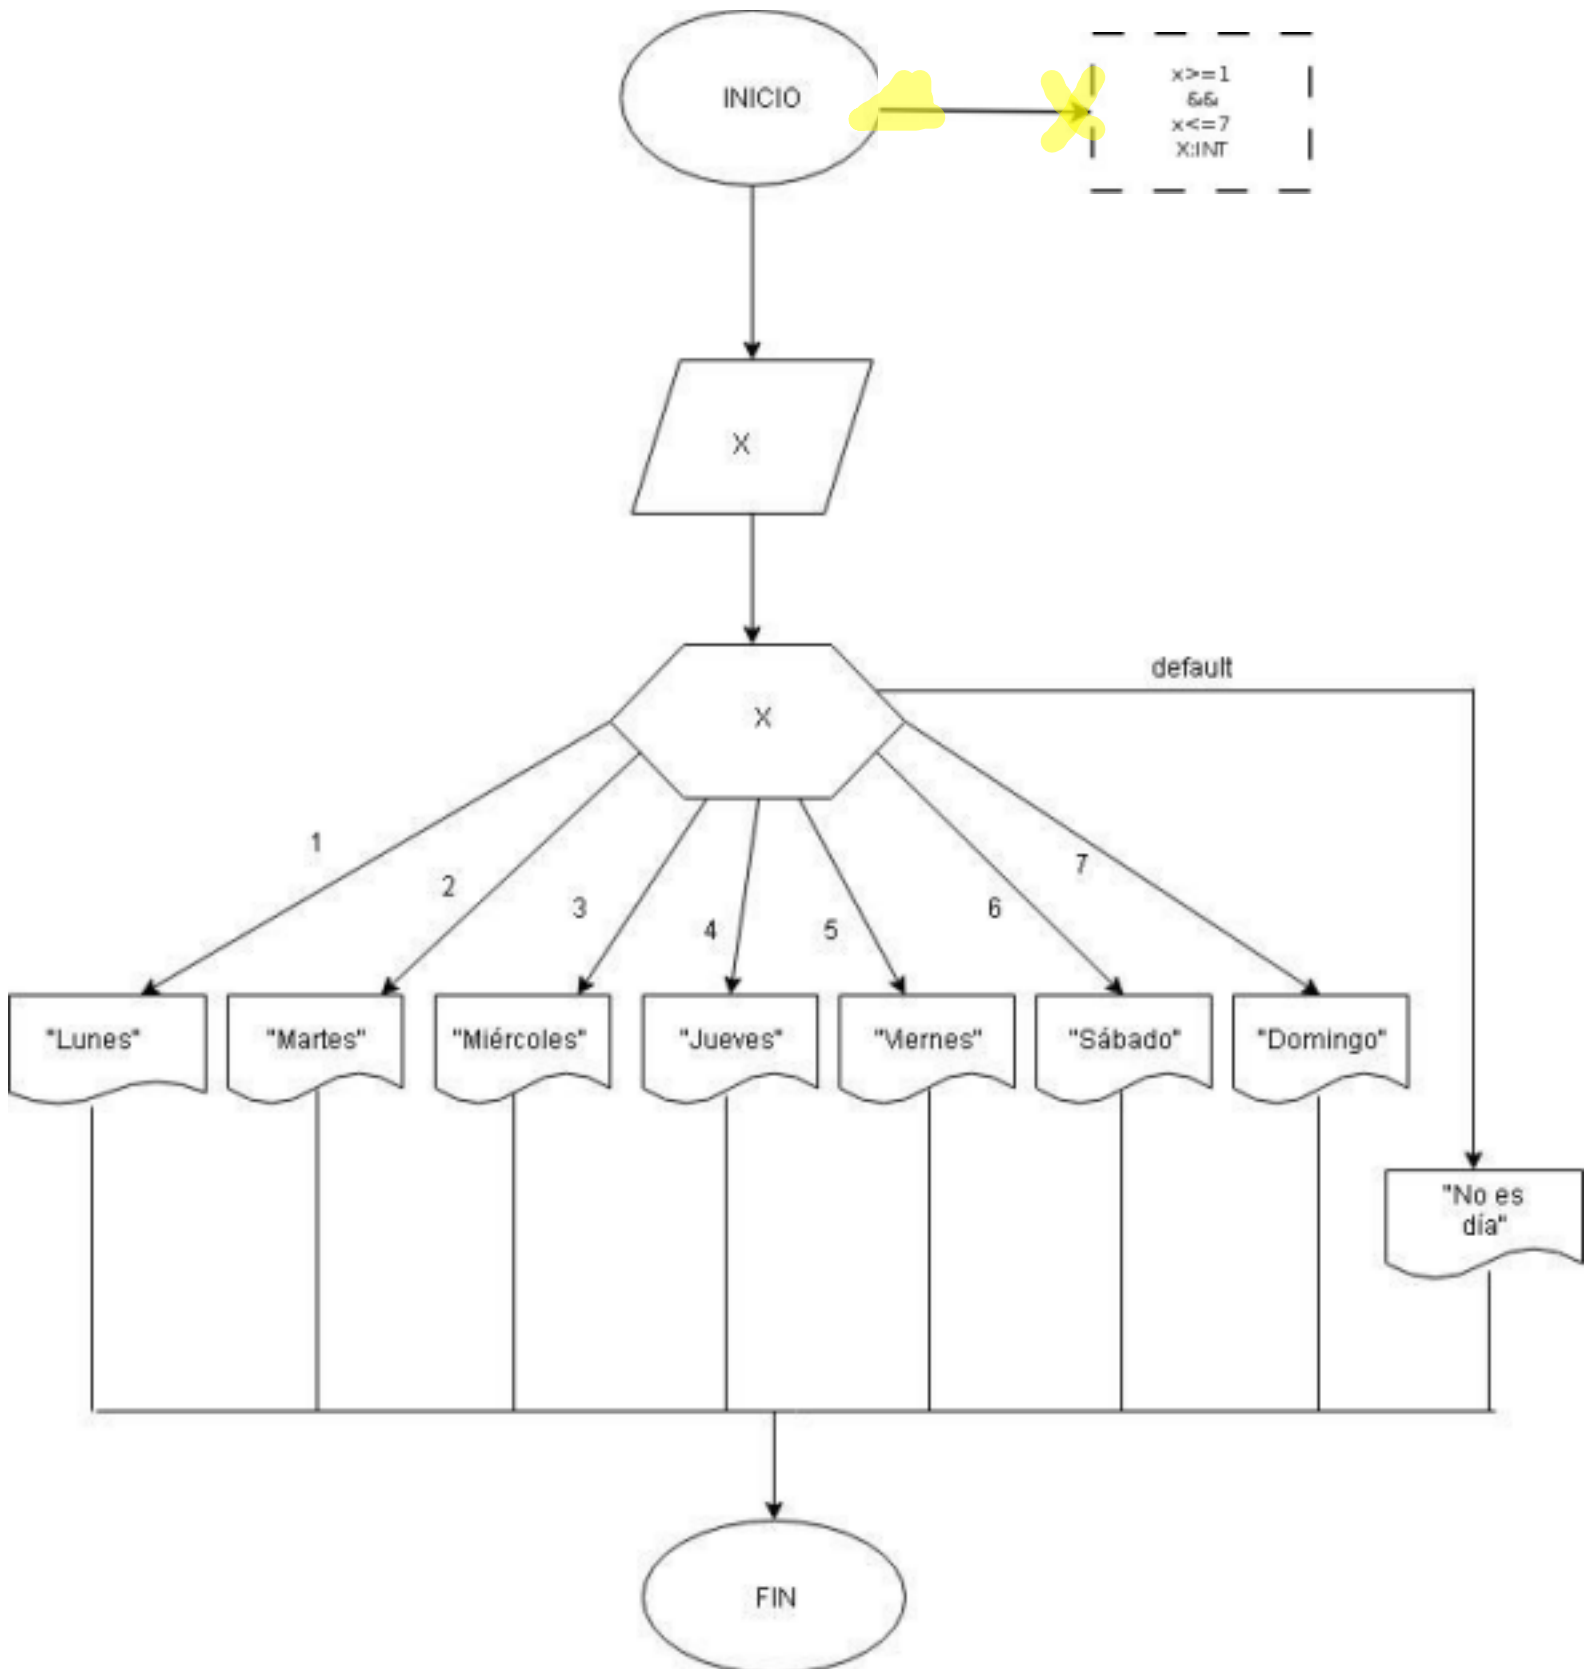 INICIO
x>=1
&&
x<=7
X:INT
X
default
X
1
2
3
4
5
6
7
"Lunes"
"Martes"
"Miércoles"
"Jueves"
"Viernes"
"Sábado"
"Domingo"
"No es
día"
FIN